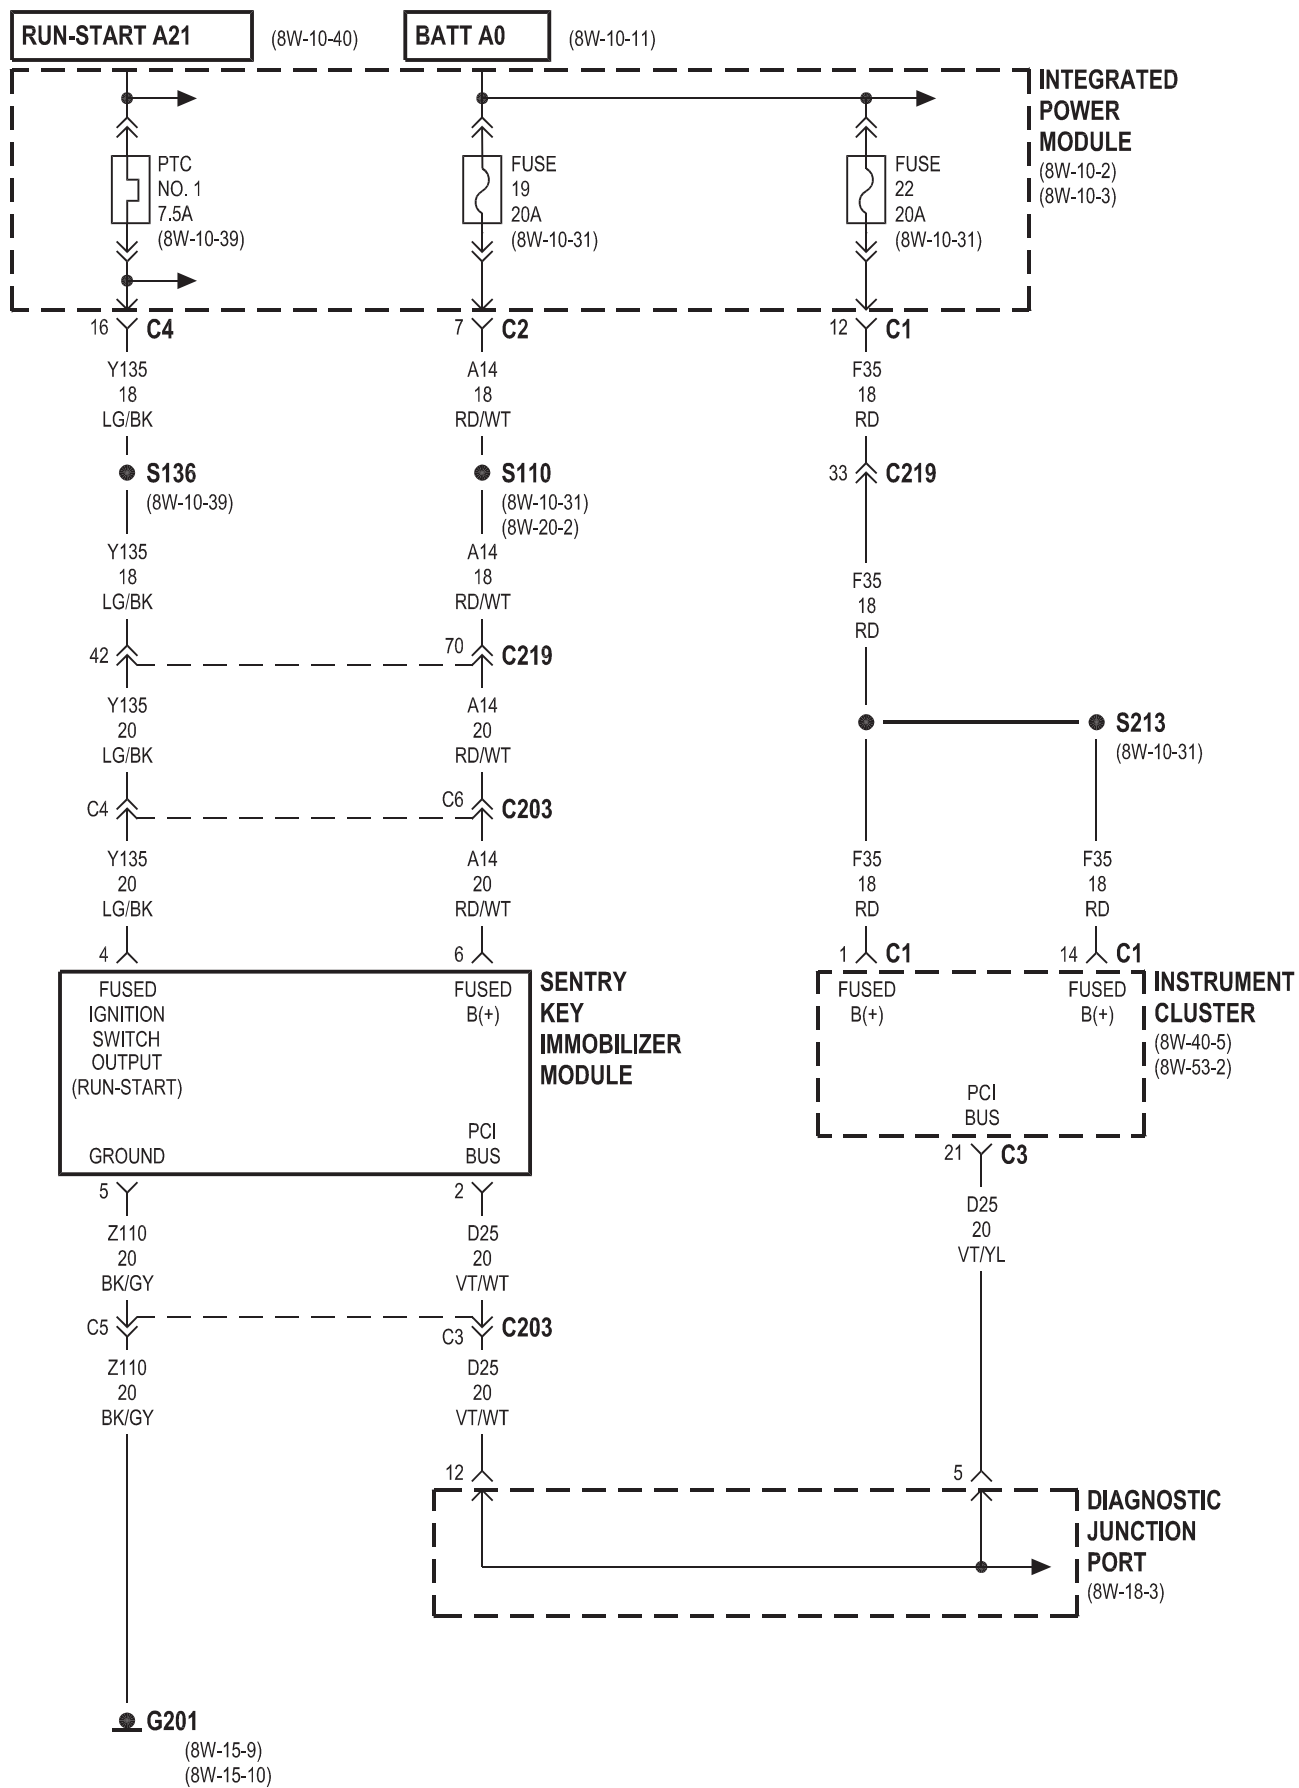 RUN-START A21
(8W-10-40)
BATT A0
(8W-10-11)
INTEGRATED
POWER
MODULE
(8W-10-2)
(8W-10-3)
PTC
NO. 1
7.5A
(8W-10-39)
FUSE
19
20A
(8W-10-31)
FUSE
22
20A
(8W-10-31)
16
C4
7
C2
12
C1
Y135
18
LG/BK
A14
18
RD/WT
F35
18
RD
S136
(8W-10-39)
S110
(8W-10-31)
(8W-20-2)
33
C219
Y135
18
LG/BK
A14
18
RD/WT
F35
18
RD
42
70
C219
Y135
20
LG/BK
A14
20
RD/WT
S213
(8W-10-31)
C4
C6
C203
Y135
20
LG/BK
A14
20
RD/WT
F35
18
RD
F35
18
RD
4
6
1
C1
14
C1
FUSED
IGNITION
SWITCH
OUTPUT
(RUN-START)
FUSED
B(+)
SENTRY
KEY
IMMOBILIZER
MODULE
FUSED
B(+)
FUSED
B(+)
INSTRUMENT
CLUSTER
(8W-40-5)
(8W-53-2)
GROUND
PCI
BUS
PCI
BUS
5
2
21
C3
Z110
20
BK/GY
D25
20
VT/WT
D25
20
VT/YL
C5
C3
C203
Z110
20
BK/GY
D25
20
VT/WT
12
5
DIAGNOSTIC
JUNCTION
PORT
(8W-18-3)
G201
(8W-15-9)
(8W-15-10)